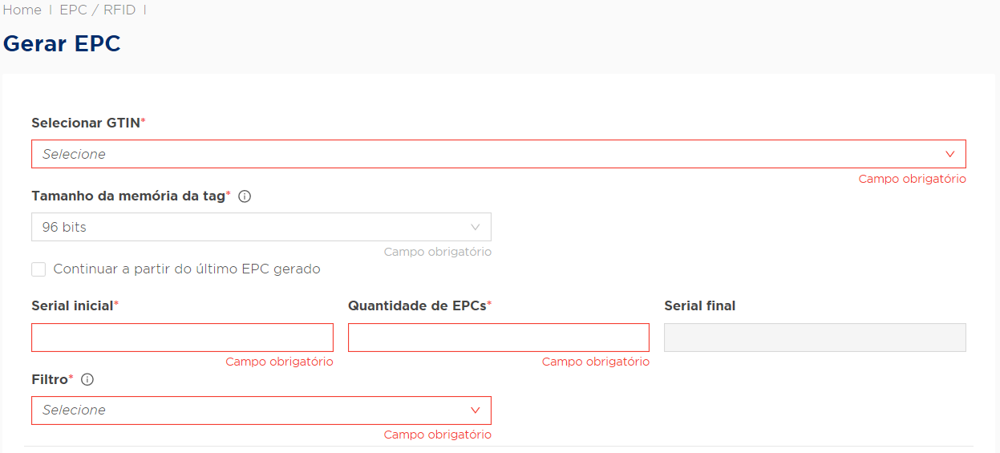 Home | EPC / RFID |
Gerar EPC
Selecionar GTIN*
Selecione
Campo obrigatório
Tamanho da memória da tag*
96 bits
Campo obrigatório
Continuar a partir do último EPC gerado
Serial inicial* Quantidade de EPCs* Serial final
Campo obrigatório Campo obrigatório
Filtro*
Selecione
Campo obrigatório